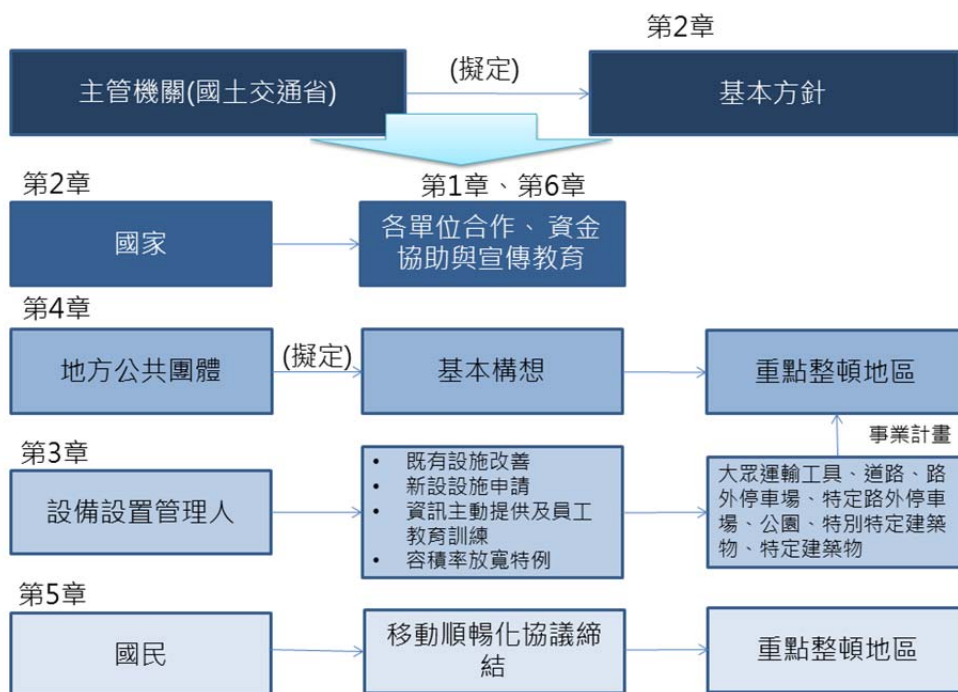 第2章
主管機關(國土交通省)
(擬定)
基本方針
第2章
第1章、第6章
國家
各單位合作、資金
協助與宣傳教育
第4章
地方公共團體
(擬定)
基本構想
重點整頓地區
事業計畫
第3章
設備設置管理人
• 既有設施改善
• 新設設施申請
• 資訊主動提供及員工
教育訓練
• 容積率放寬特例
大眾運輸工具、道路、路
外停車場、特定路外停車
場、公園、特別特定建築
物、特定建築物
第5章
國民
移動順暢化協議締
結
重點整頓地區